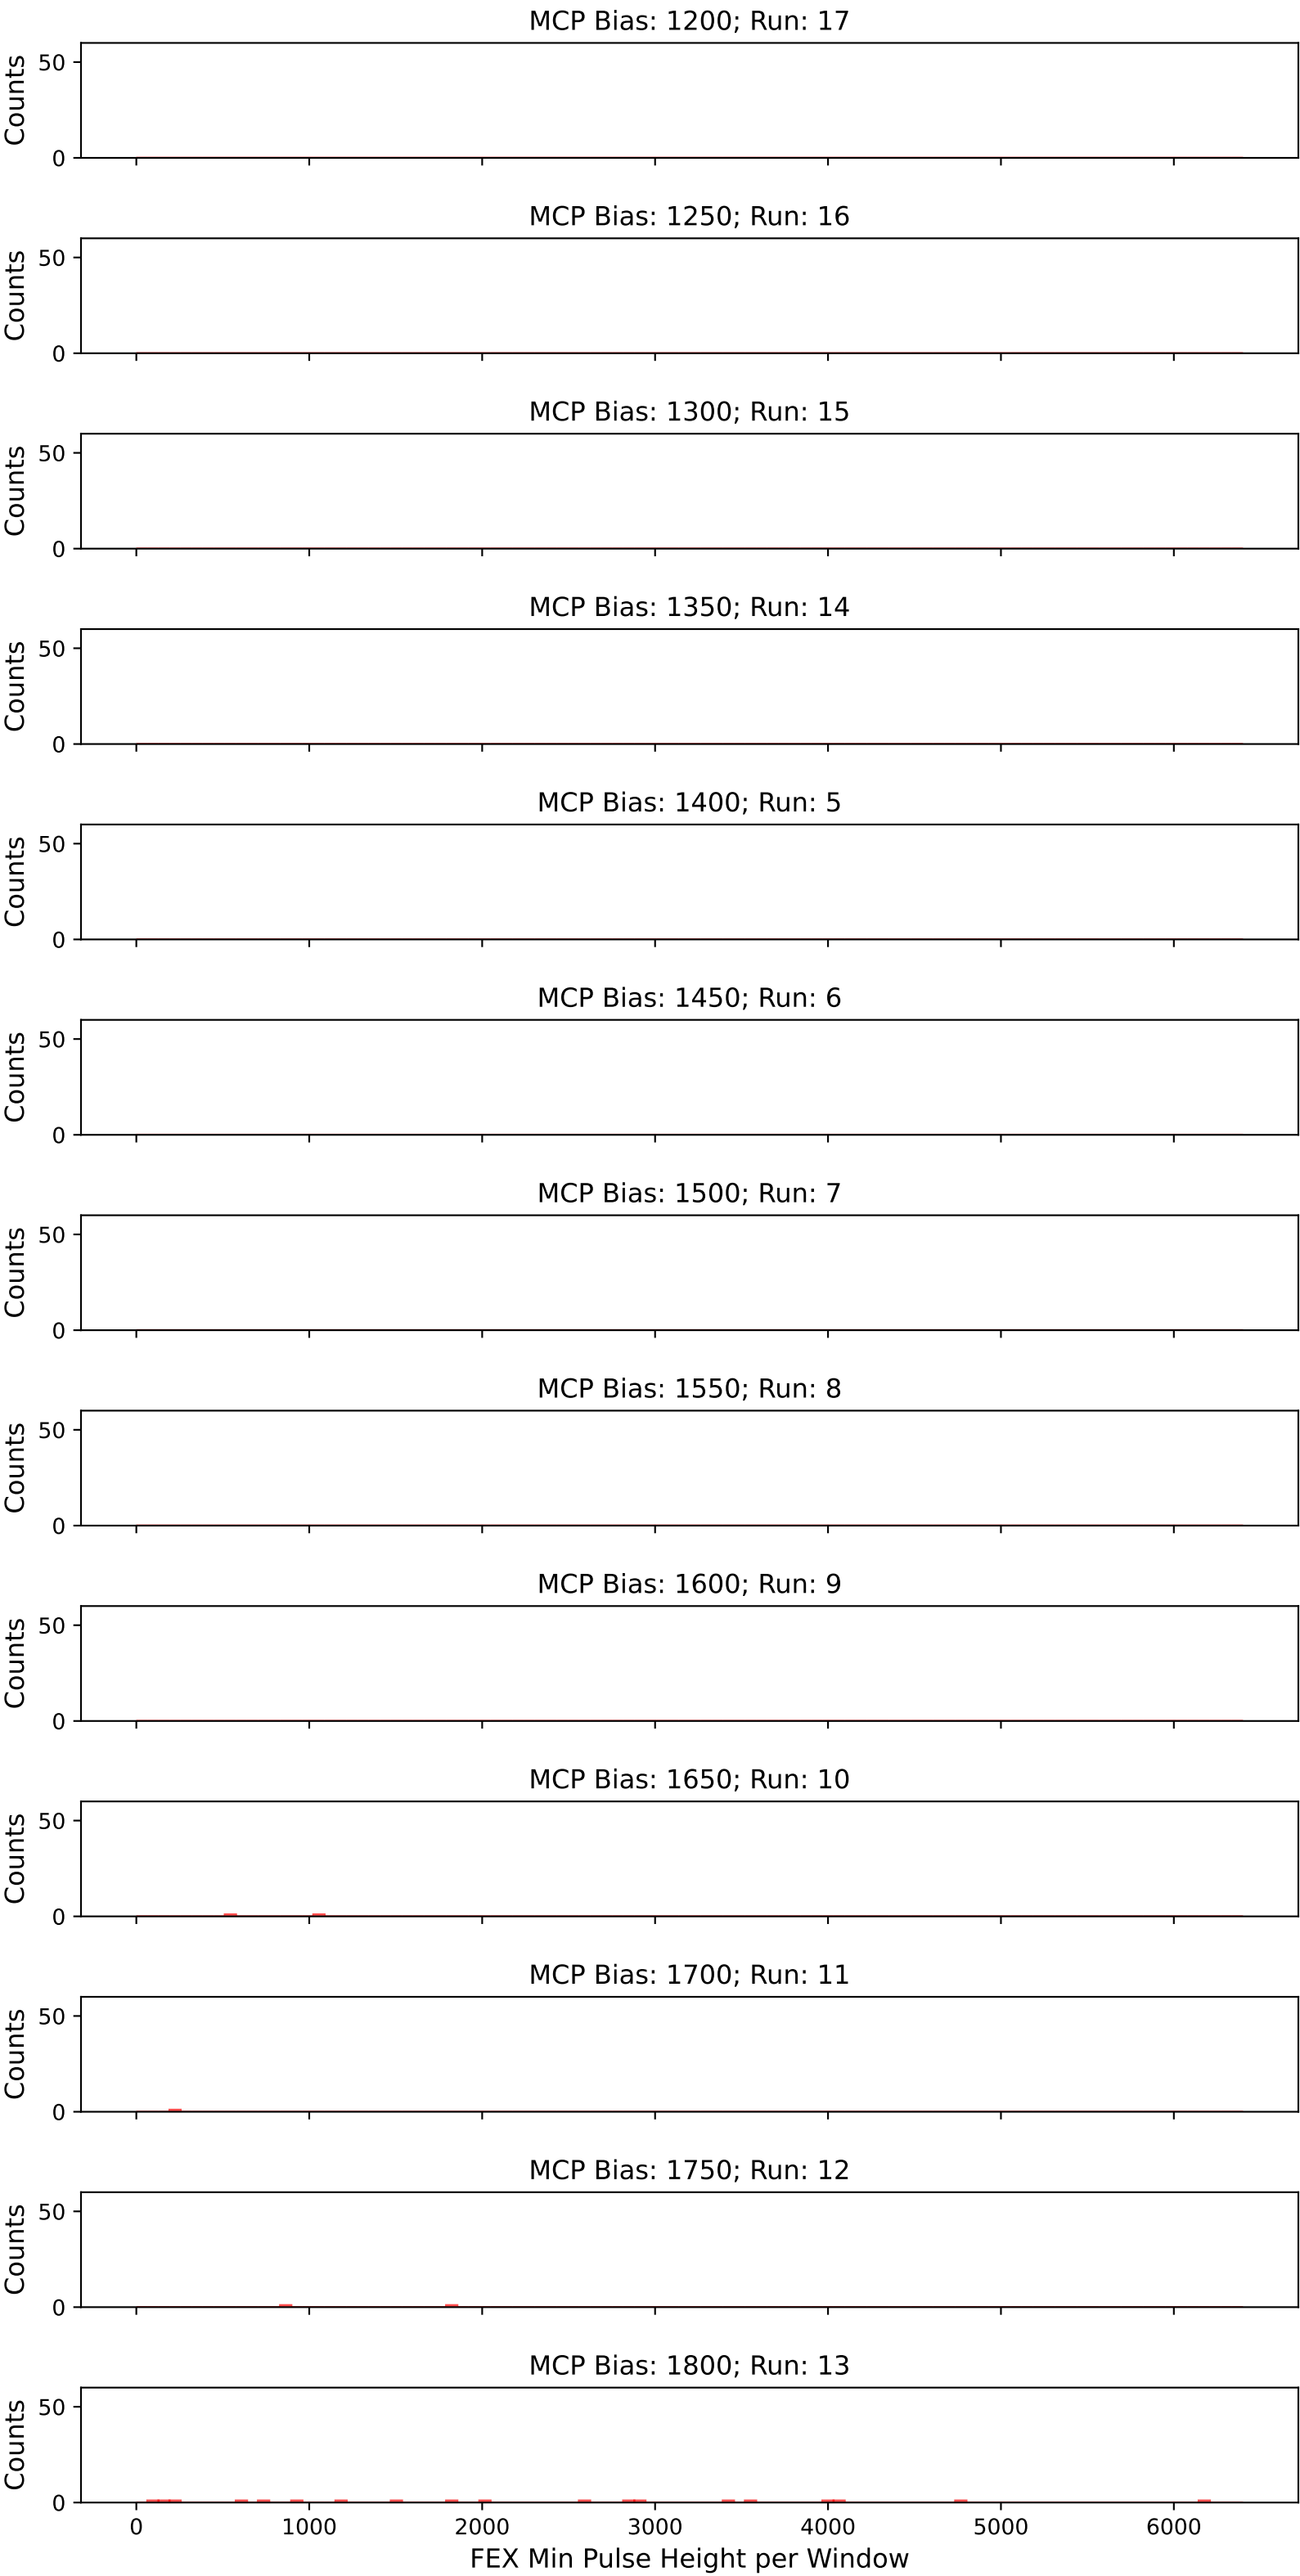 MCP Bias: 1200; Run: 17
50
Counts
0
MCP Bias: 1250; Run: 16
50
Counts
0
MCP Bias: 1300; Run: 15
50
Counts
0
MCP Bias: 1350; Run: 14
50
Counts
0
MCP Bias: 1400; Run: 5
50
Counts
0
MCP Bias: 1450; Run: 6
50
Counts
0
MCP Bias: 1500; Run: 7
50
Counts
0
MCP Bias: 1550; Run: 8
50
Counts
0
MCP Bias: 1600; Run: 9
50
Counts
0
MCP Bias: 1650; Run: 10
50
Counts
0
MCP Bias: 1700; Run: 11
50
Counts
0
MCP Bias: 1750; Run: 12
50
Counts
0
MCP Bias: 1800; Run: 13
50
Counts
0
0 1000 2000 3000 4000 5000 6000
FEX Min Pulse Height per Window